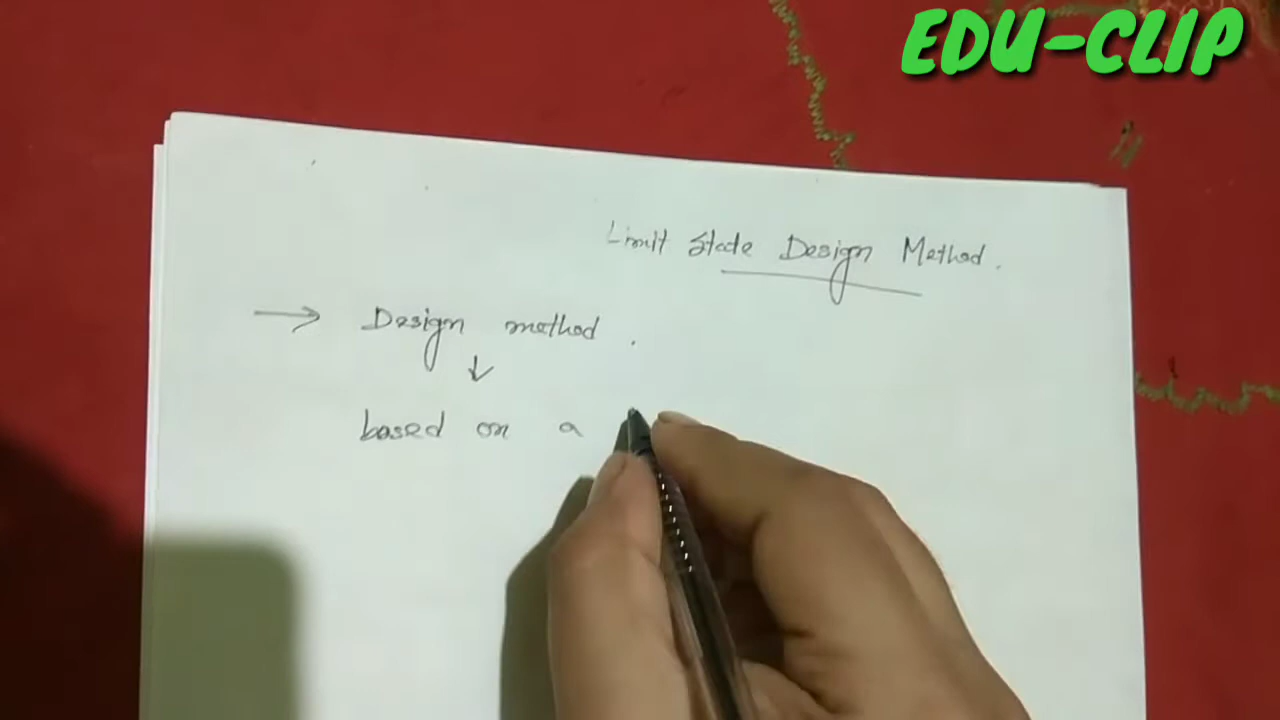 EDU-CLIP
Limit State Design Method.
→ Design method.
↓
based on a